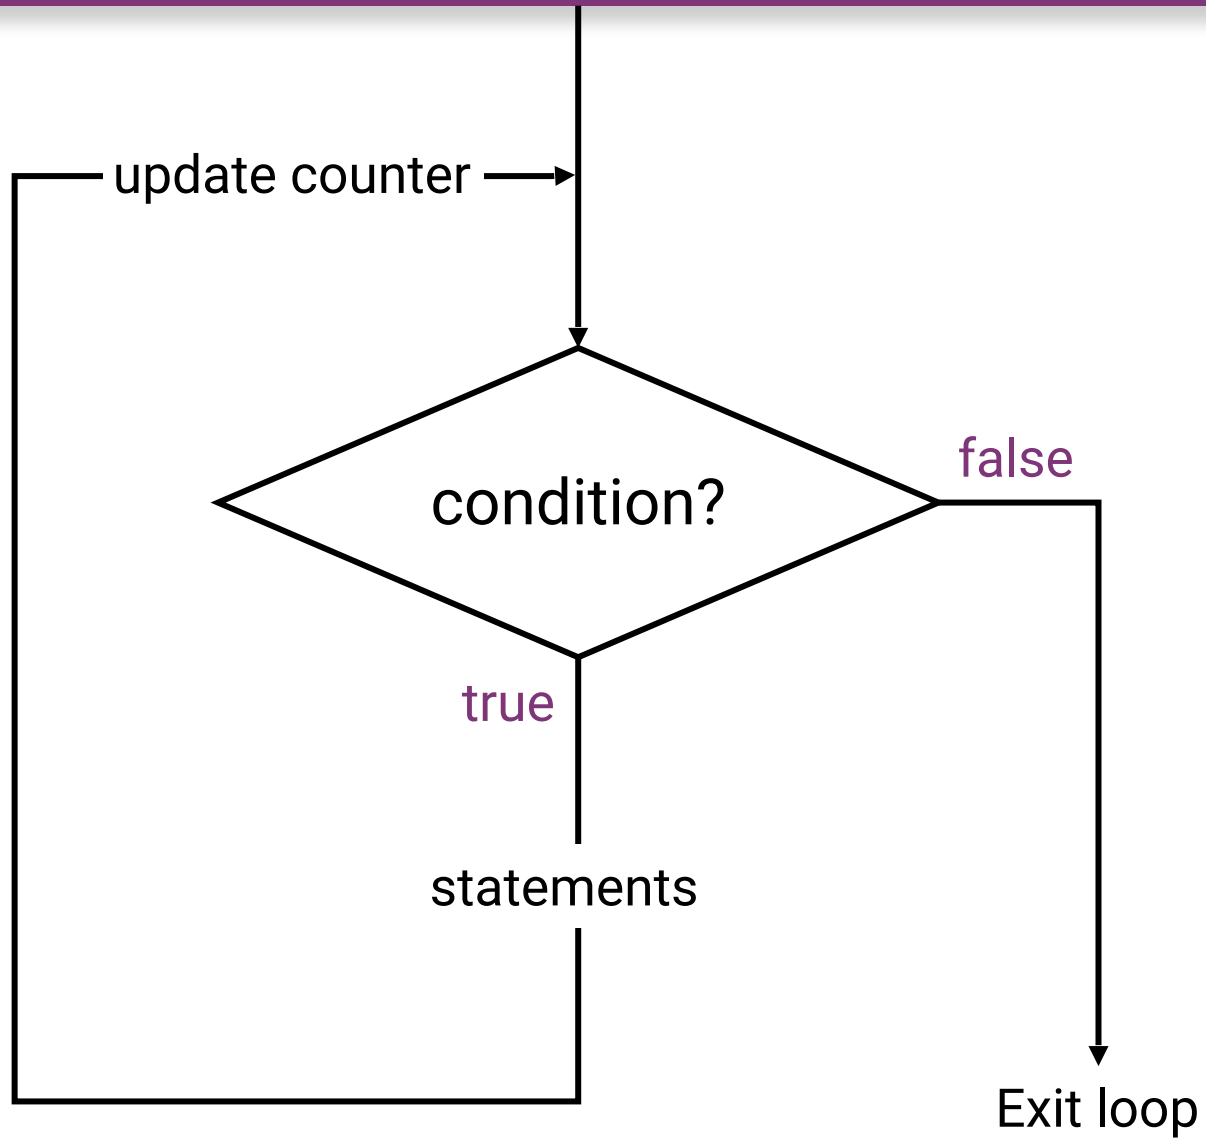 update counter
condition?
false
true
statements
Exit loop